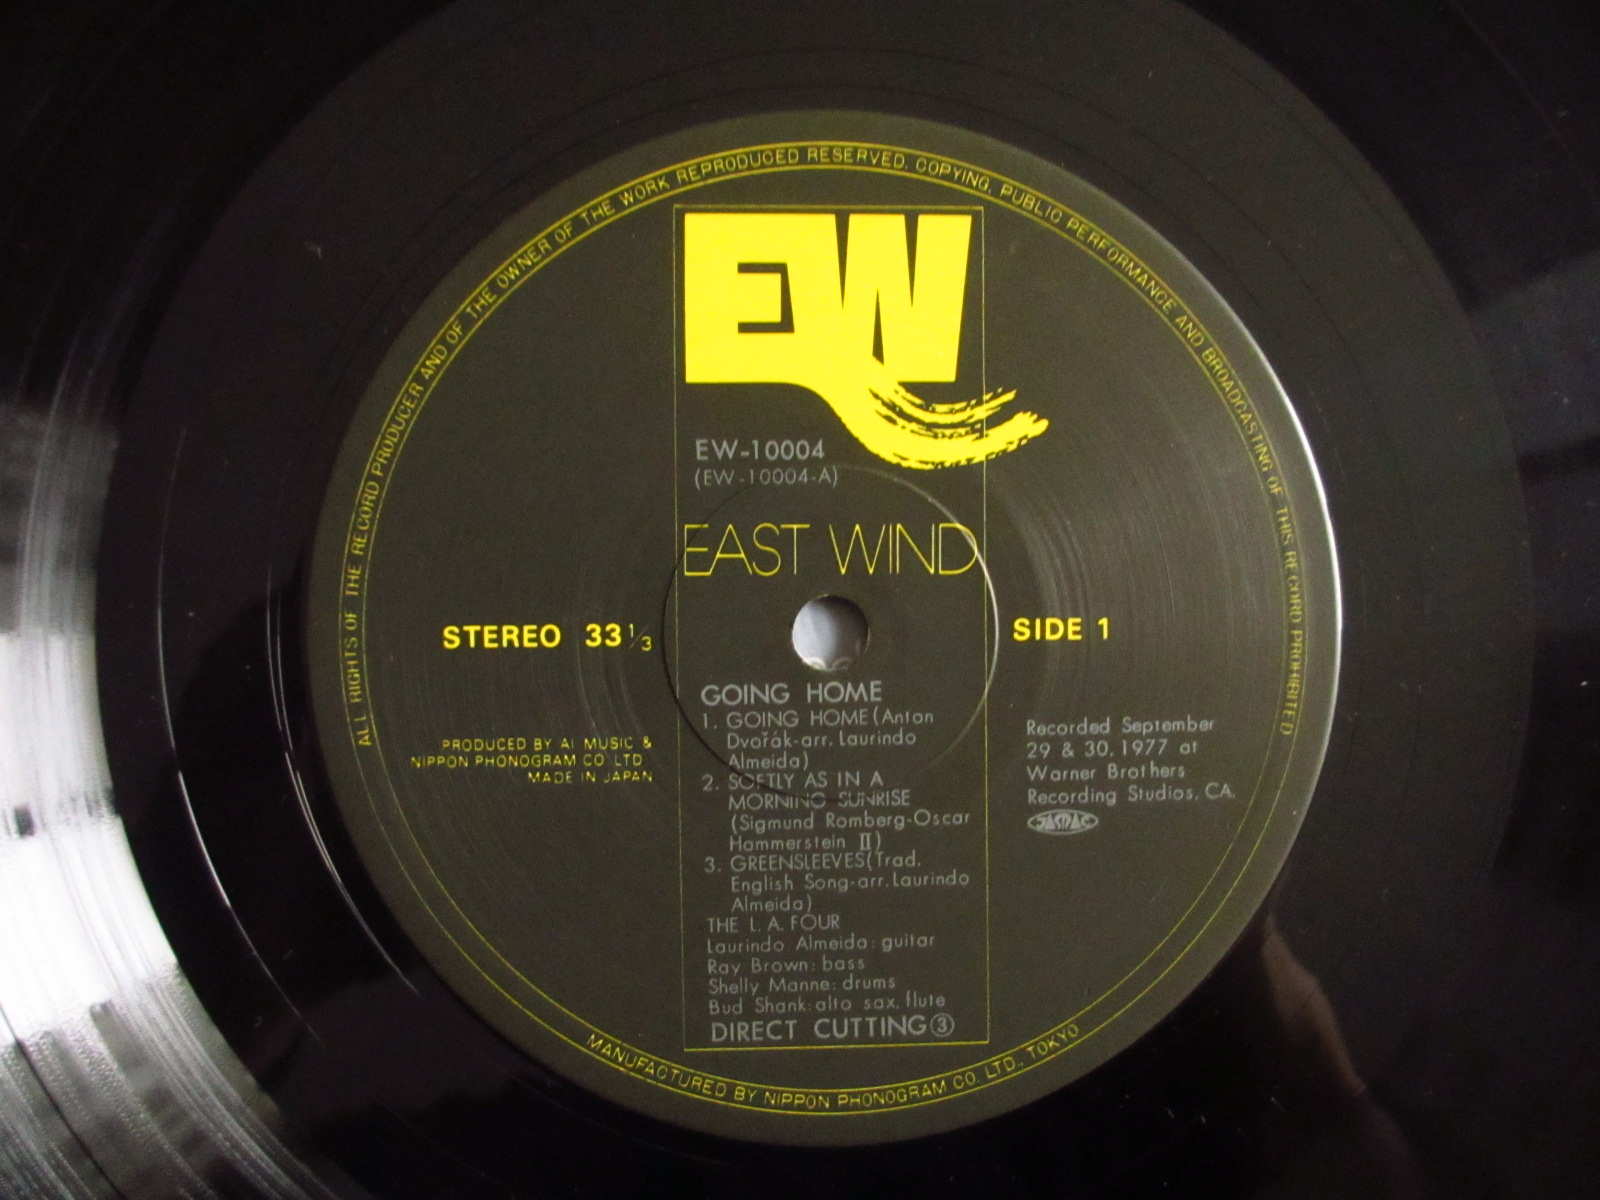 ALL RIGHTS OF THE RECORD PRODUCER AND OF THE OWNER OF THE WORK REPRODUCED RESERVED. COPYING, PUBLIC PERFORMANCE AND BROADCASTING OF THIS RECORD PROHIBITED
EW
EW-10004
(EW-10004-A)
EAST WIND
STEREO 33 1/3
SIDE 1
PRODUCED BY AI MUSIC &
NIPPON PHONOGRAM CO LTD
MADE IN JAPAN
GOING HOME
1. GOING HOME(Anton
Dvořák-arr. Laurindo
Almeida)
2. SOFTLY AS IN A
MORNING SUNRISE
(Sigmund Romberg-Oscar
Hammerstein II)
3. GREENSLEEVES(Trad.
English Song-arr. Laurindo
Almeida)
THE L. A. FOUR
Laurindo Almeida: guitar
Ray Brown: bass
Shelly Manne: drums
Bud Shank: alto sax, flute
DIRECT CUTTING③
Recorded September
29 & 30, 1977 at
Warner Brothers
Recording Studios, CA.
JASRAC
MANUFACTURED BY NIPPON PHONOGRAM CO. LTD., TOKYO